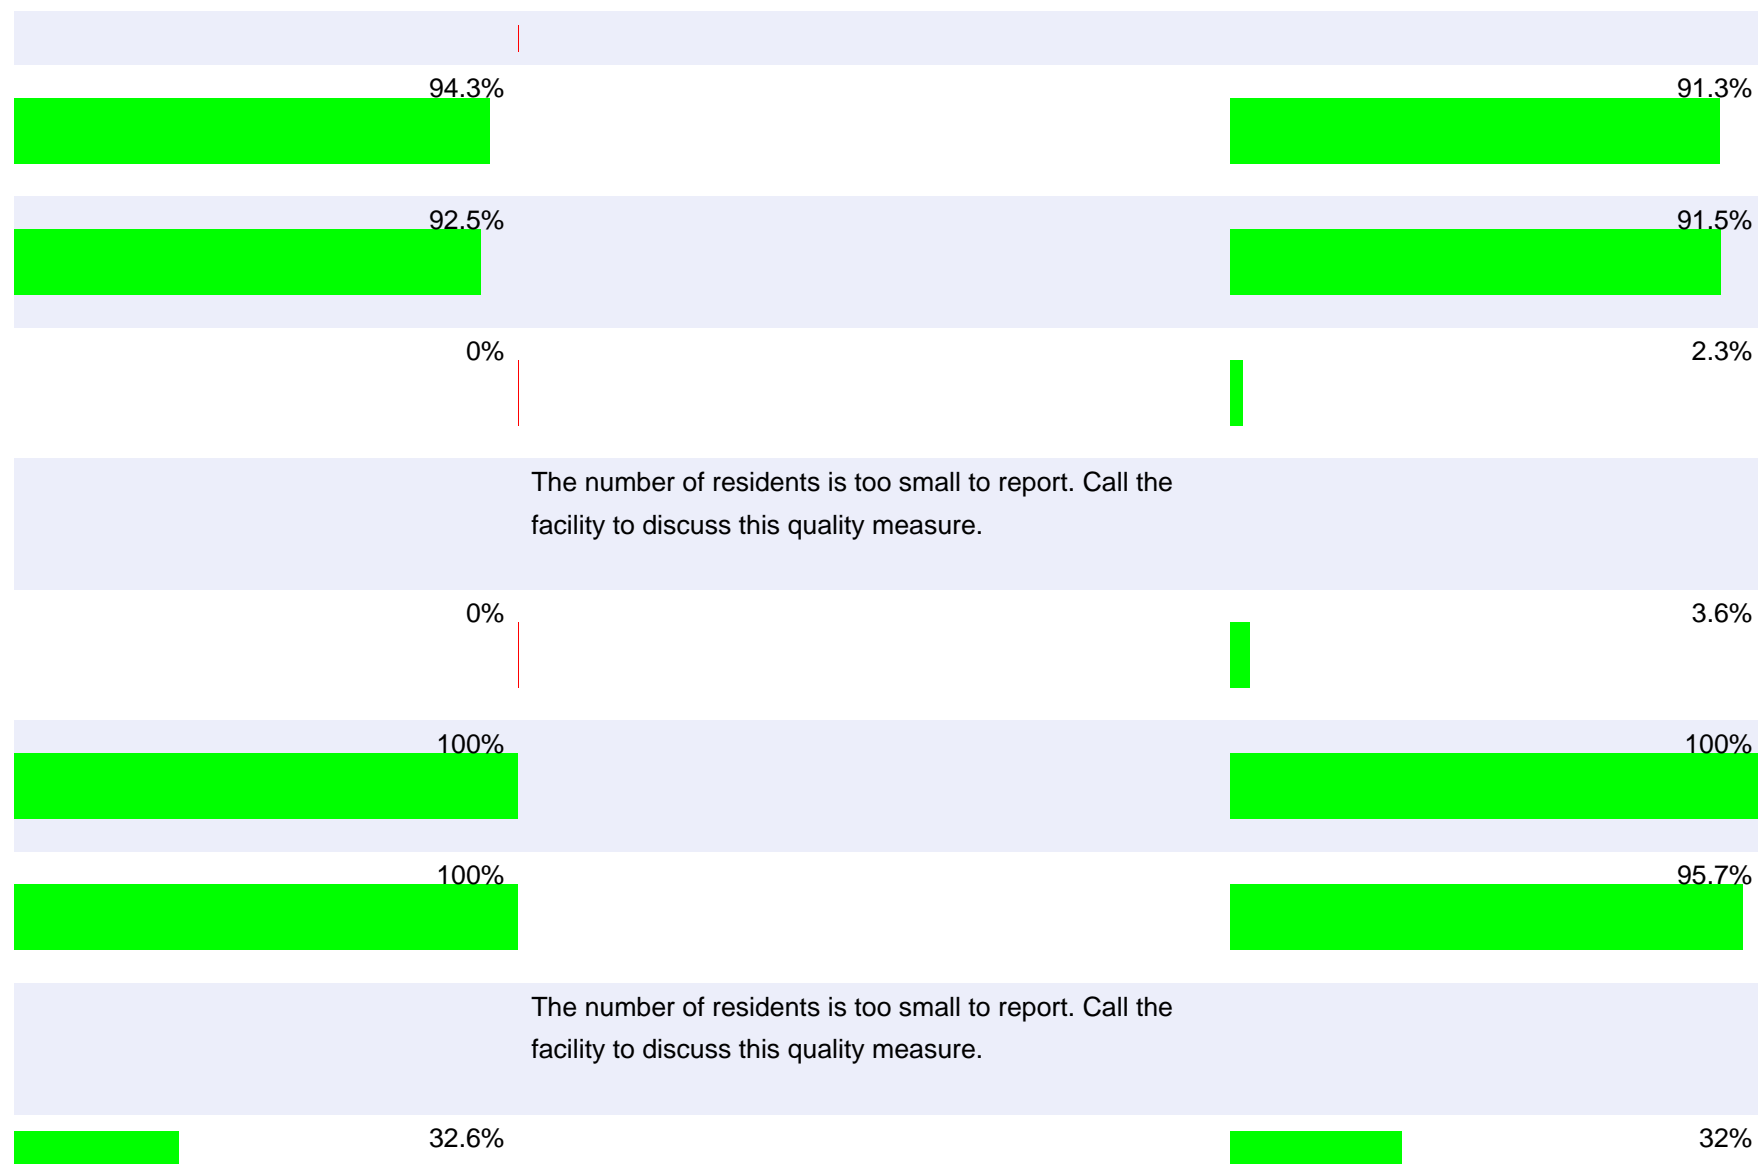 94.3% 91.3%
92.5% 91.5%
0% 2.3%
The number of residents is too small to report. Call the
facility to discuss this quality measure.
0% 3.6%
100% 100%
100% 95.7%
The number of residents is too small to report. Call the
facility to discuss this quality measure.
32.6% 32%